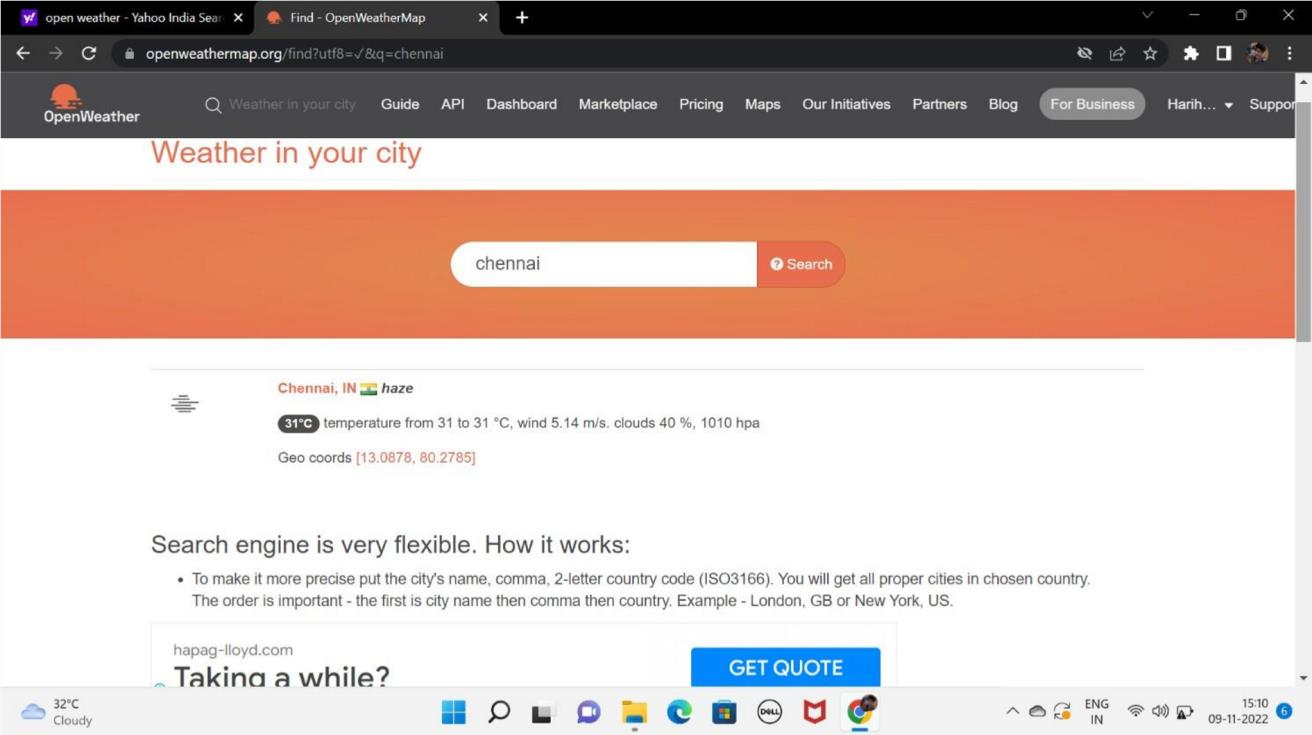 open weather - Yahoo India Sear
Find - OpenWeatherMap
openweathermap.org/find?utf8=✓&q=chennai
OpenWeather
Weather in your city
Guide
API
Dashboard
Marketplace
Pricing
Maps
Our Initiatives
Partners
Blog
For Business
Harih...
Suppor
Weather in your city
chennai
Search
Chennai, IN haze
31°C temperature from 31 to 31 °C, wind 5.14 m/s. clouds 40 %, 1010 hpa
Geo coords [13.0878, 80.2785]
Search engine is very flexible. How it works:
• To make it more precise put the city's name, comma, 2-letter country code (ISO3166). You will get all proper cities in chosen country.
The order is important - the first is city name then comma then country. Example - London, GB or New York, US.
hapag-lloyd.com
Taking a while?
GET QUOTE
32°C
Cloudy
DELL
ENG
IN
15:10
09-11-2022
6